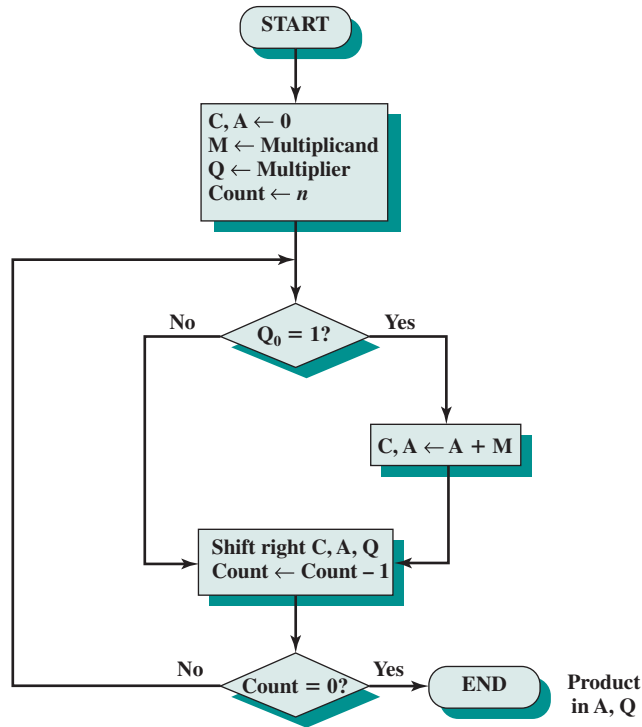 START
C, A ← 0
M ← Multiplicand
Q ← Multiplier
Count ← n
No
Q₀ = 1?
Yes
C, A ← A + M
Shift right C, A, Q
Count ← Count – 1
No
Count = 0?
Yes
END
Product
in A, Q